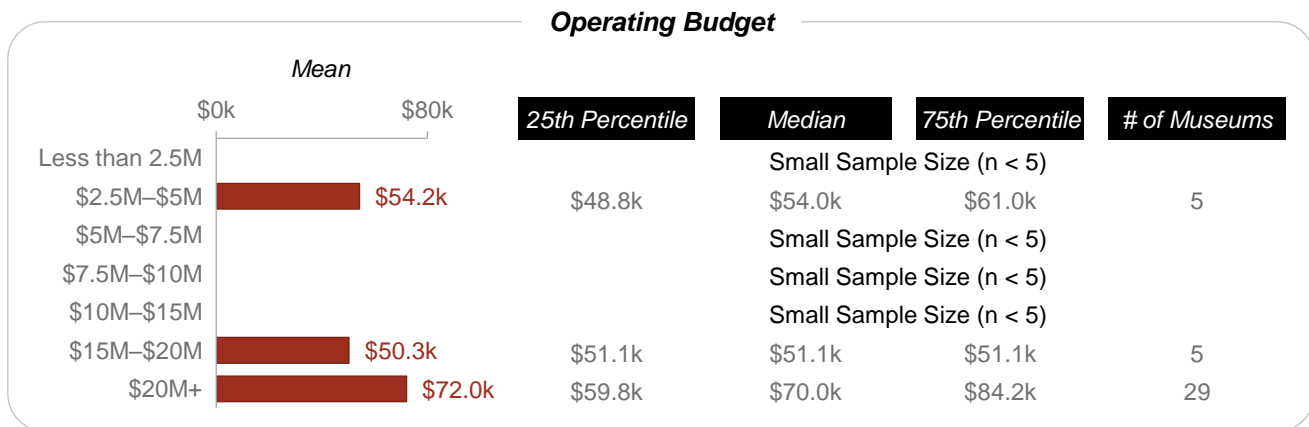 Operating Budget
Mean
$0k $80k 25th Percentile Median 75th Percentile # of Museums
Less than 2.5M Small Sample Size (n < 5)
$2.5M–$5M $54.2k $48.8k $54.0k $61.0k 5
$5M–$7.5M Small Sample Size (n < 5)
$7.5M–$10M Small Sample Size (n < 5)
$10M–$15M Small Sample Size (n < 5)
$15M–$20M $50.3k $51.1k $51.1k $51.1k 5
$20M+ $72.0k $59.8k $70.0k $84.2k 29